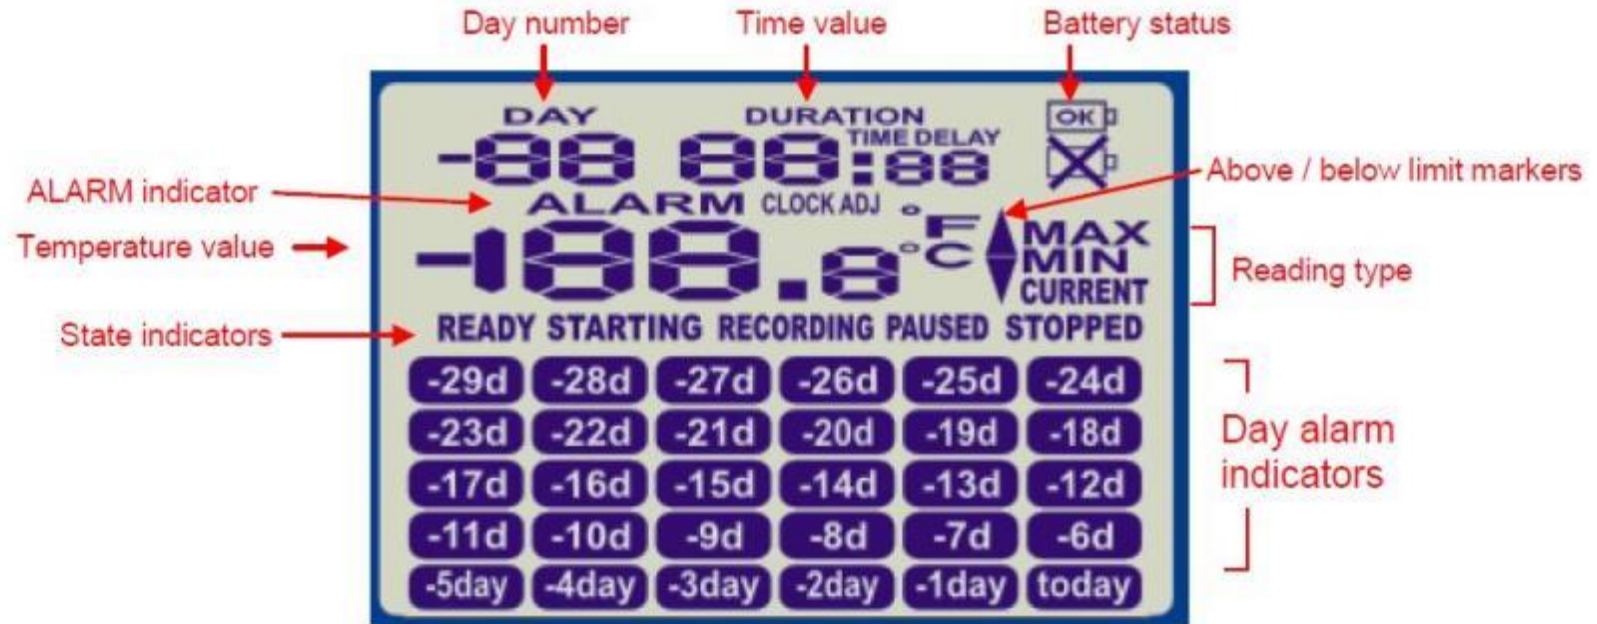 Day number Time value Battery status
DAY DURATION OK
TIME DELAY
-88 88:88
Above / below limit markers
ALARM indicator
ALARM CLOCK ADJ
°F
Temperature value
-188.8 °C
MAX
MIN
CURRENT
Reading type
State indicators
READY STARTING RECORDING PAUSED STOPPED
-29d -28d -27d -26d -25d -24d
-23d -22d -21d -20d -19d -18d
-17d -16d -15d -14d -13d -12d
-11d -10d -9d -8d -7d -6d
-5day -4day -3day -2day -1day today
Day alarm
indicators